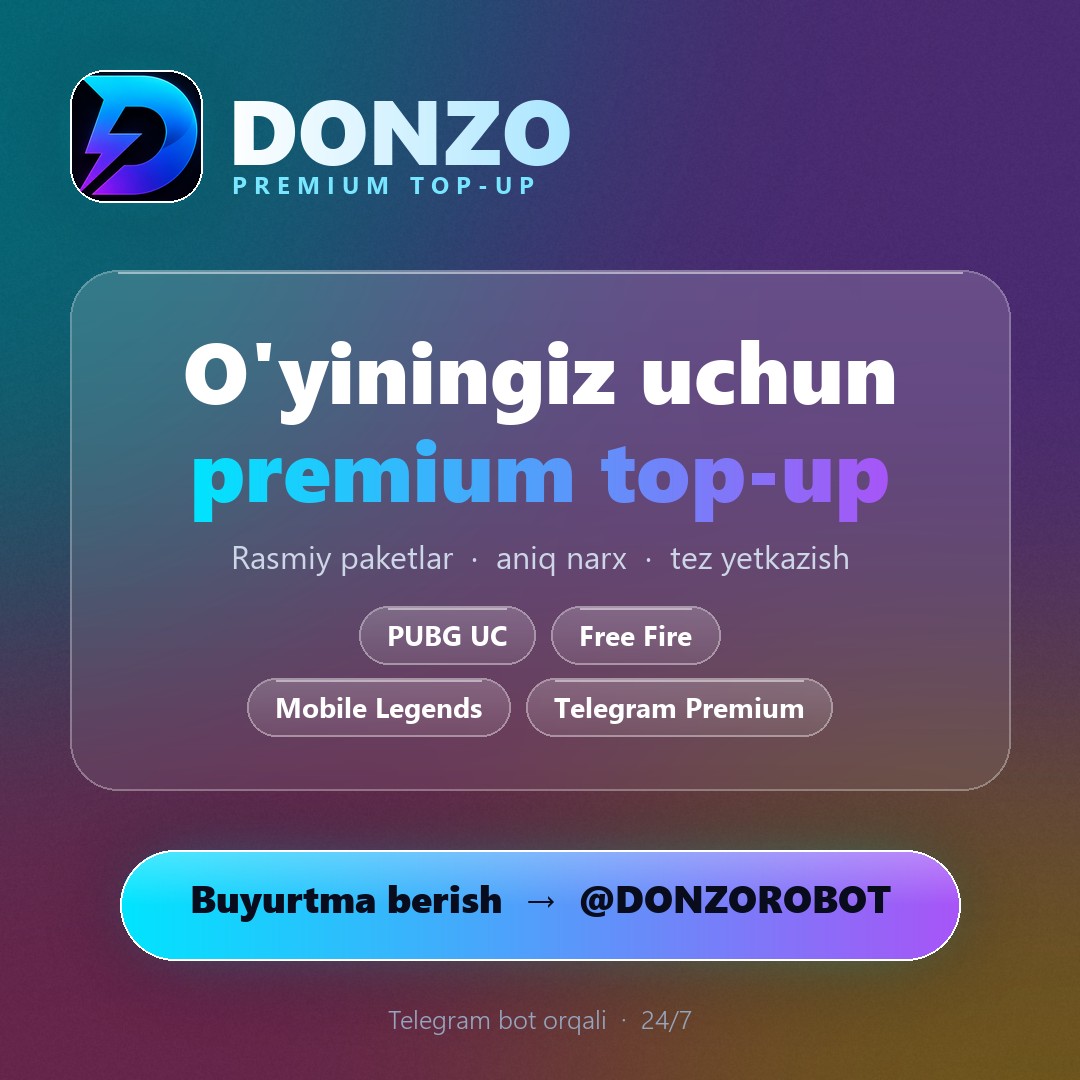 DONZO
PREMIUM TOP-UP
O'yiningiz uchun
premium top-up
Rasmiy paketlar · aniq narx · tez yetkazish
PUBG UC Free Fire
Mobile Legends Telegram Premium
Buyurtma berish → @DONZOROBOT
Telegram bot orqali · 24/7